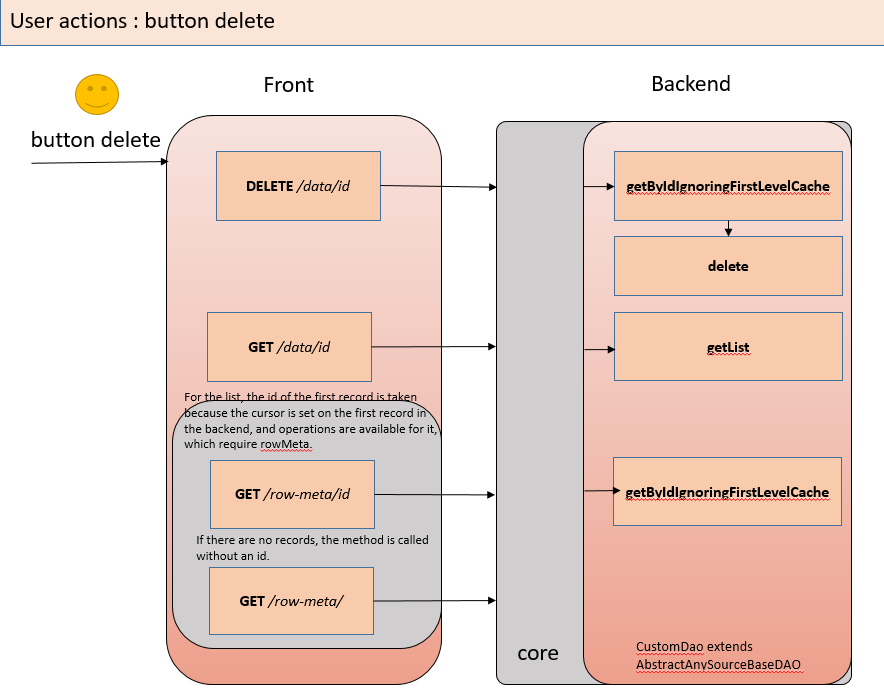 User actions : button delete
Front
Backend
button delete
DELETE /data/id
getByIdIgnoringFirstLevelCache
delete
GET /data/id
getList
For the list, the id of the first record is taken
because the cursor is set on the first record in
the backend, and operations are available for it,
which require rowMeta.
GET /row-meta/id
getByIdIgnoringFirstLevelCache
If there are no records, the method is called
without an id.
GET /row-meta/
core
CustomDao extends
AbstractAnySourceBaseDAO